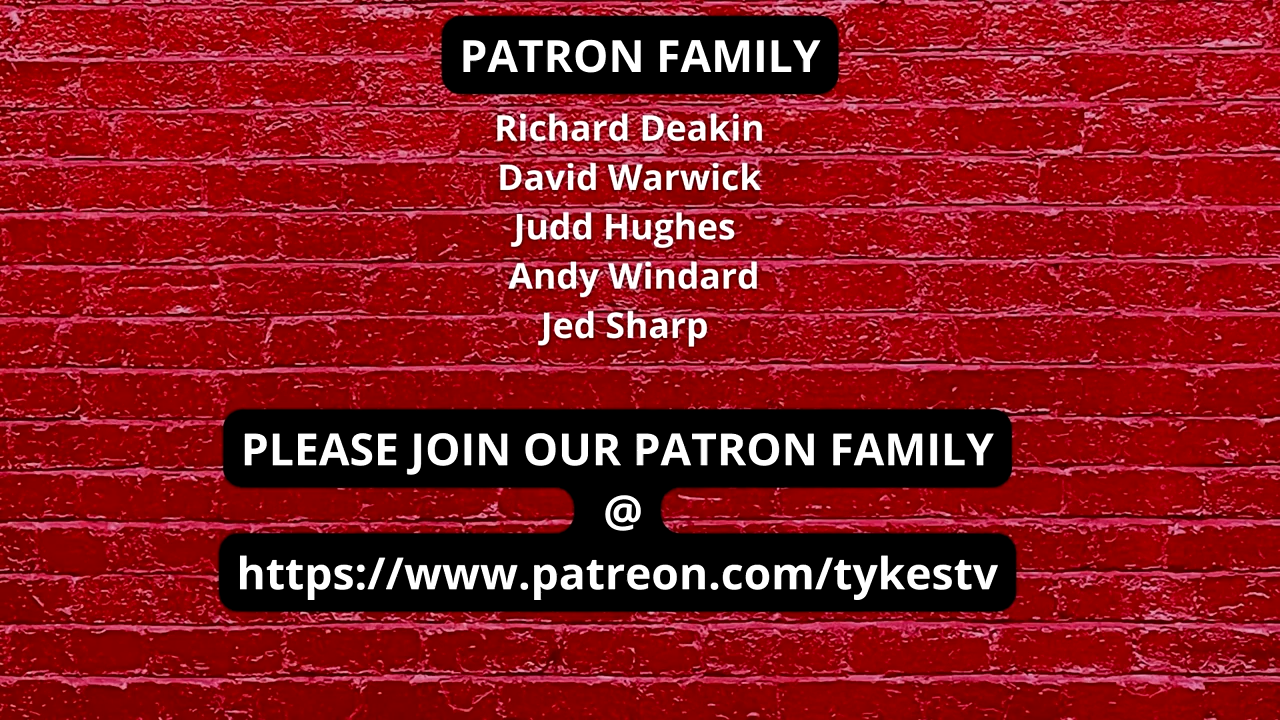 PATRON FAMILY
Richard Deakin
David Warwick
Judd Hughes
Andy Windard
Jed Sharp
PLEASE JOIN OUR PATRON FAMILY
@
https://www.patreon.com/tykestv